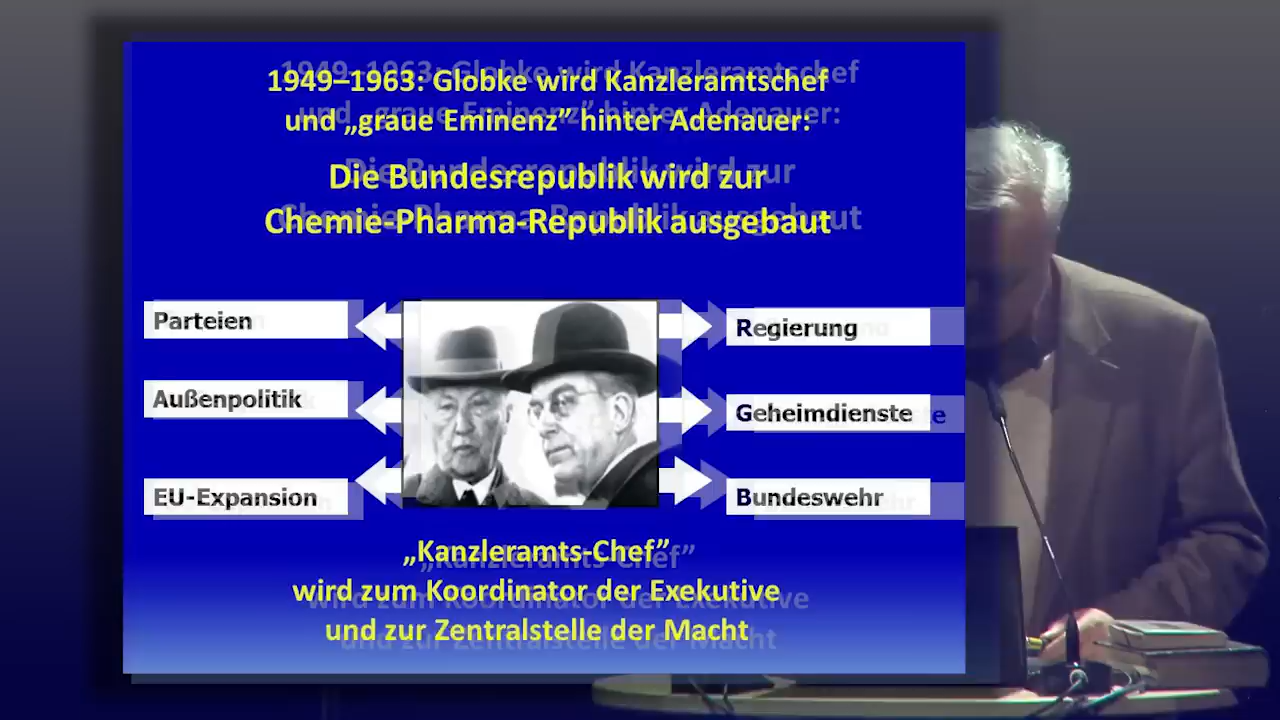 1949–1963: Globke wird Kanzleramtschef
und „graue Eminenz” hinter Adenauer:
Die Bundesrepublik wird zur
Chemie-Pharma-Republik ausgebaut
Parteien
Regierung
Außenpolitik
Geheimdienste
EU-Expansion
Bundeswehr
„Kanzleramts-Chef”
wird zum Koordinator der Exekutive
und zur Zentralstelle der Macht